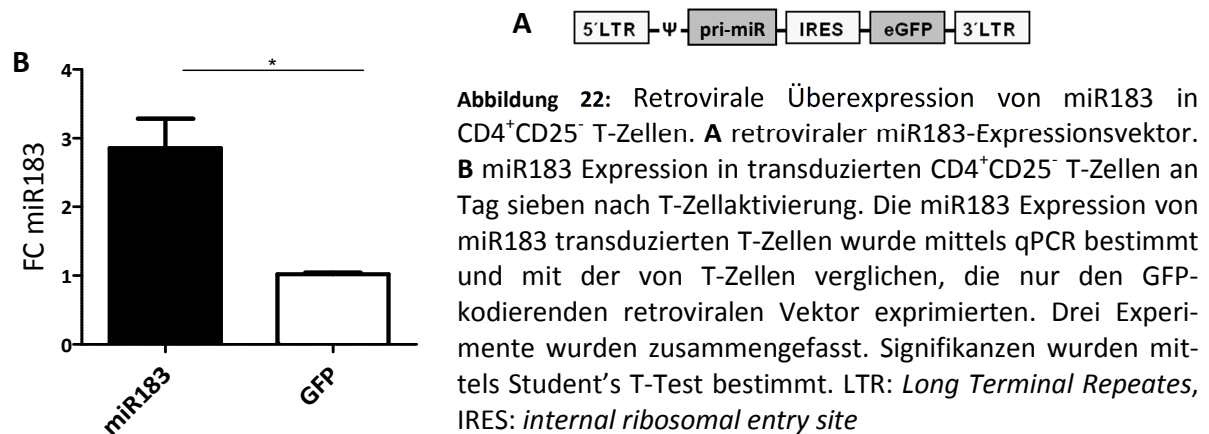 A
5´LTR Ψ pri-miR IRES eGFP 3´LTR
B
*
4
3
2
1
0
FC miR183
miR183
GFP
Abbildung 22: Retrovirale Überexpression von miR183 in
CD4⁺CD25⁻ T-Zellen. A retroviraler miR183-Expressionsvektor.
B miR183 Expression in transduzierten CD4⁺CD25⁻ T-Zellen an
Tag sieben nach T-Zellaktivierung. Die miR183 Expression von
miR183 transduzierten T-Zellen wurde mittels qPCR bestimmt
und mit der von T-Zellen verglichen, die nur den GFP-
kodierenden retroviralen Vektor exprimierten. Drei Experi-
mente wurden zusammengefasst. Signifikanzen wurden mit-
tels Student’s T-Test bestimmt. LTR: Long Terminal Repeates,
IRES: internal ribosomal entry site